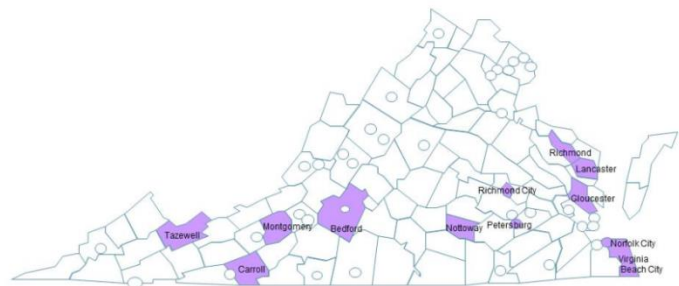 Richmond
Lancaster
Richmond City
Gloucester
Tazewell
Montgomery
Bedford
Nottoway
Petersburg
Norfolk City
Virginia
Beach City
Carroll